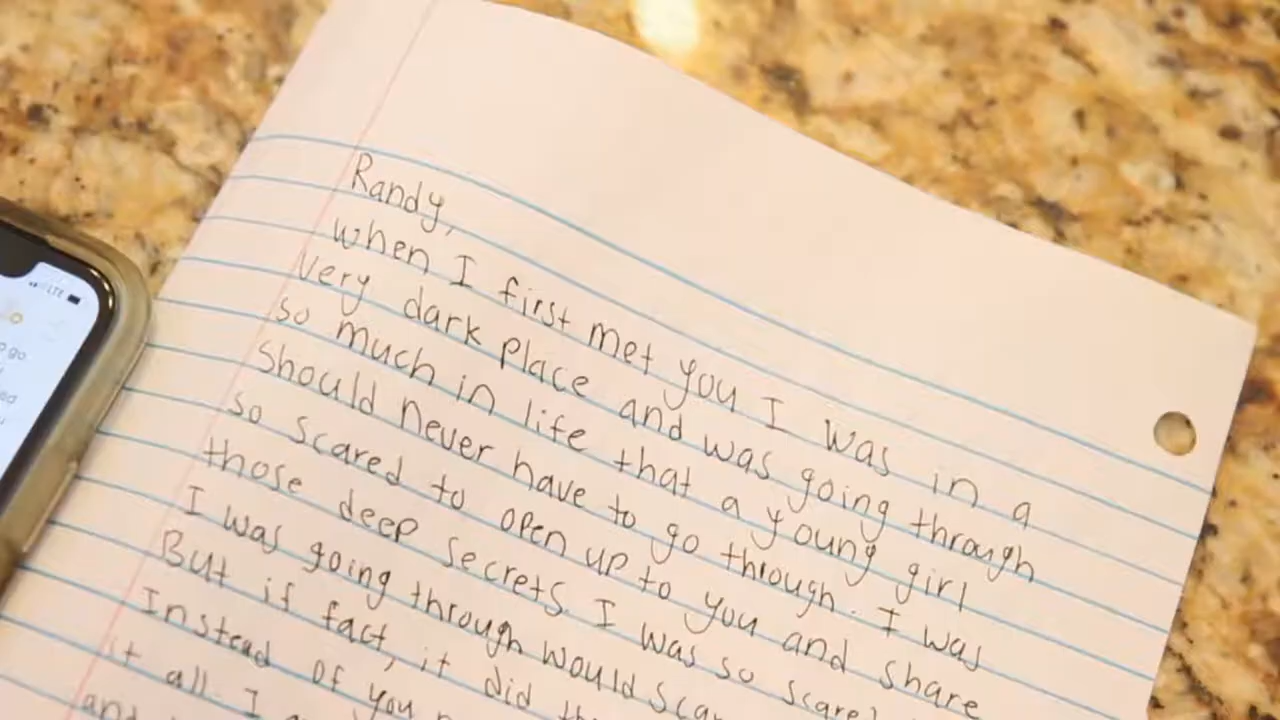 LTE
Randy,
when I first met you I was in a
very dark place and was going through
so much in life that a young girl
Should never have to go through. I was
so scared to open up to you and share
those deep secrets. I was so
I was going through would
But if fact, it did
Instead of you
it all. I
and